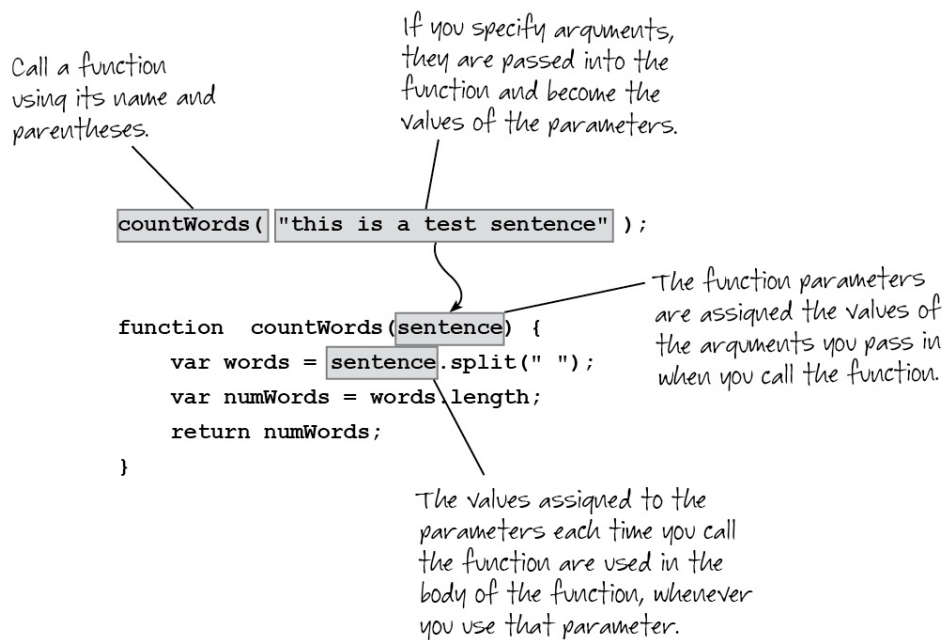 Call a function
using its name and
parentheses.
If you specify arguments,
they are passed into the
function and become the
values of the parameters.
countWords( "this is a test sentence" );
The function parameters
are assigned the values of
the arguments you pass in
when you call the function.
function  countWords(sentence) {
    var words = sentence.split(" ");
    var numWords = words.length;
    return numWords;
}
The values assigned to the
parameters each time you call
the function are used in the
body of the function, whenever
you use that parameter.